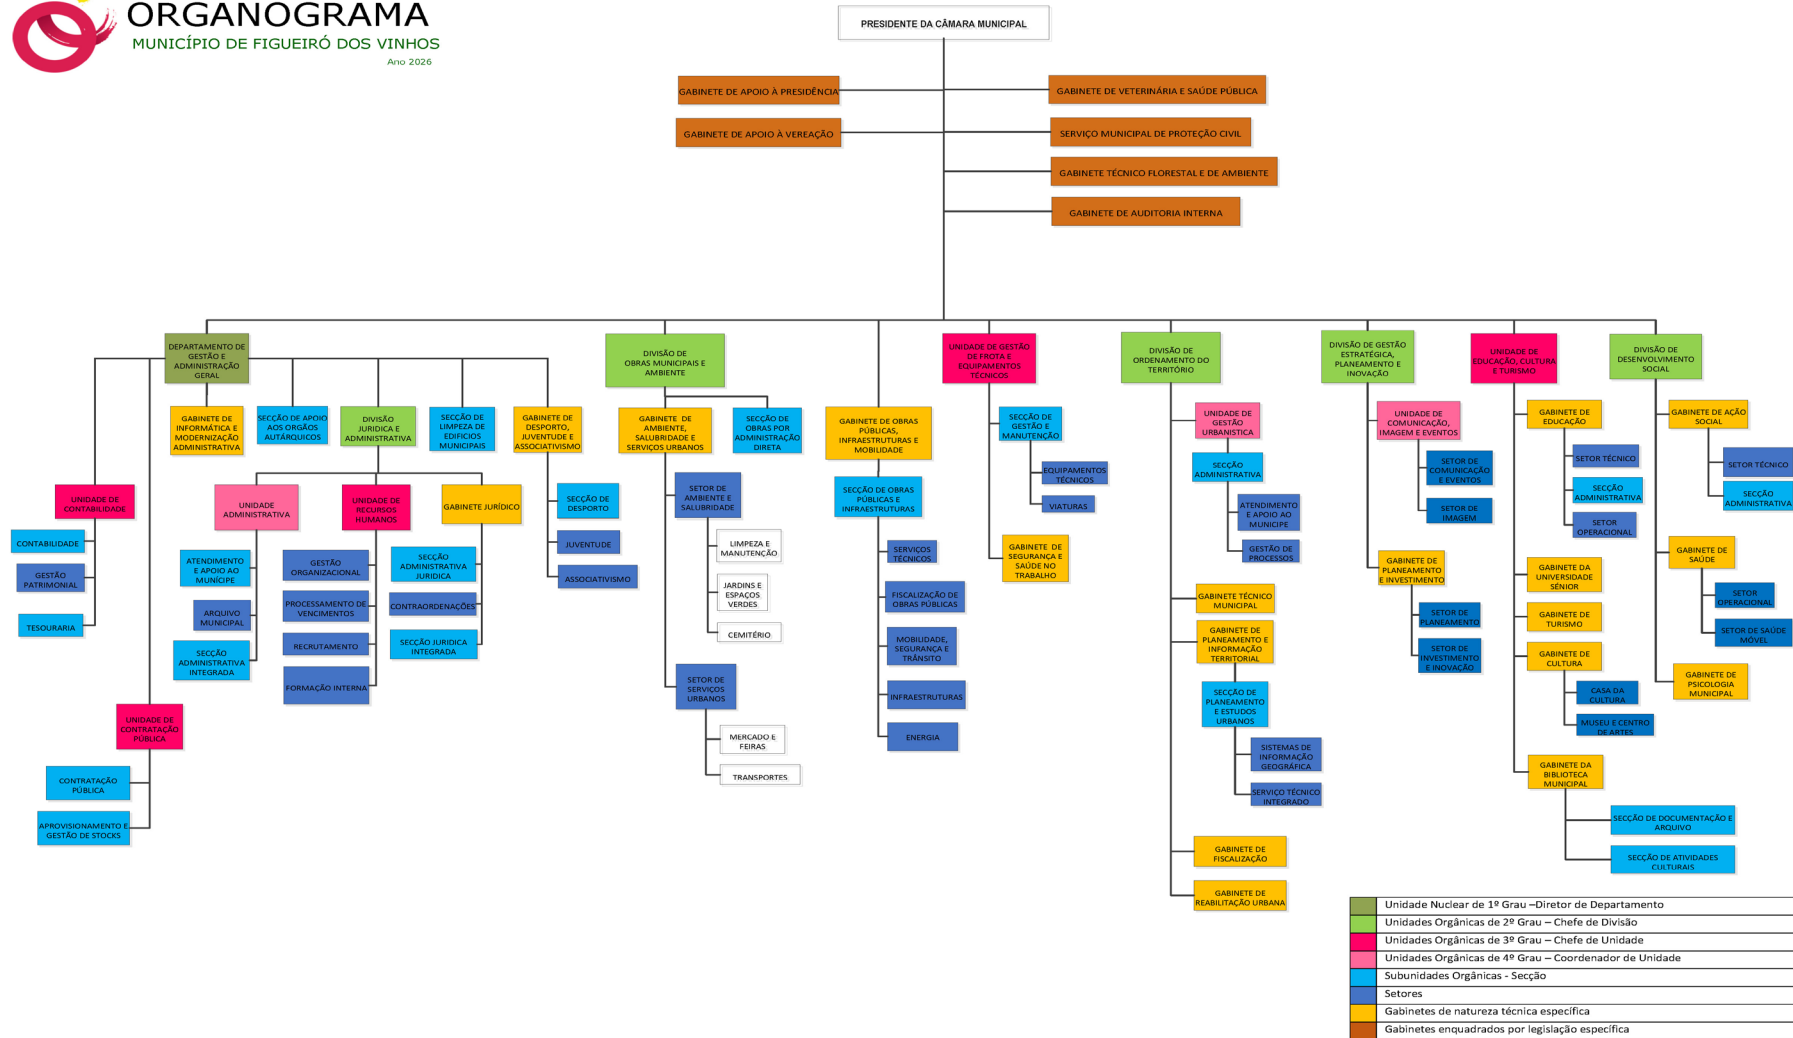 ORGANOGRAMA
MUNICÍPIO DE FIGUEIRÓ DOS VINHOS
Ano 2026
PRESIDENTE DA CÂMARA MUNICIPAL
GABINETE DE APOIO À PRESIDÊNCIA
GABINETE DE VETERINÁRIA E SAÚDE PÚBLICA
GABINETE DE APOIO À VEREAÇÃO
SERVIÇO MUNICIPAL DE PROTEÇÃO CIVIL
GABINETE TÉCNICO FLORESTAL E DE AMBIENTE
GABINETE DE AUDITORIA INTERNA
DEPARTAMENTO DE
GESTÃO E
ADMINISTRAÇÃO
GERAL
GABINETE DE
INFORMÁTICA E
MODERNIZAÇÃO
ADMINISTRATIVA
SECÇÃO DE APOIO
AOS ORGÃOS
AUTÁRQUICOS
DIVISÃO
JURIDICA E
ADMINISTRATIVA
SECÇÃO DE
LIMPEZA DE
EDIFICIOS
MUNICIPAIS
GABINETE DE
DESPORTO,
JUVENTUDE E
ASSOCIATIVISMO
UNIDADE DE
CONTABILIDADE
CONTABILIDADE
GESTÃO
PATRIMONIAL
TESOURARIA
UNIDADE DE
CONTRATAÇÃO
PÚBLICA
CONTRATAÇÃO
PÚBLICA
APROVISIONAMENTO E
GESTÃO DE STOCKS
UNIDADE
ADMINISTRATIVA
ATENDIMENTO
E APOIO AO
MUNÍCIPE
ARQUIVO
MUNICIPAL
SECÇÃO
ADMINISTRATIVA
INTEGRADA
UNIDADE DE
RECURSOS
HUMANOS
GESTÃO
ORGANIZACIONAL
PROCESSAMENTO DE
VENCIMENTOS
RECRUTAMENTO
FORMAÇÃO INTERNA
GABINETE JURÍDICO
SECÇÃO
ADMINISTRATIVA
JURIDICA
CONTRAORDENAÇÕES
SECÇÃO JURIDICA
INTEGRADA
SECÇÃO DE
DESPORTO
JUVENTUDE
ASSOCIATIVISMO
DIVISÃO DE
OBRAS MUNICIPAIS E
AMBIENTE
GABINETE DE
AMBIENTE,
SALUBRIDADE E
SERVIÇOS URBANOS
SECÇÃO DE
OBRAS POR
ADMINISTRAÇÃO
DIRETA
SETOR DE
AMBIENTE E
SALUBRIDADE
LIMPEZA E
MANUTENÇÃO
JARDINS E
ESPAÇOS
VERDES
CEMITÉRIO
SETOR DE
SERVIÇOS
URBANOS
MERCADO E
FEIRAS
TRANSPORTES
GABINETE DE OBRAS
PÚBLICAS,
INFRAESTRUTURAS E
MOBILIDADE
SECÇÃO DE OBRAS
PÚBLICAS E
INFRAESTRUTURAS
SERVIÇOS
TÉCNICOS
FISCALIZAÇÃO DE
OBRAS PÚBLICAS
MOBILIDADE,
SEGURANÇA E
TRÂNSITO
INFRAESTRUTURAS
ENERGIA
UNIDADE DE GESTÃO
DE FROTA E
EQUIPAMENTOS
TÉCNICOS
SECÇÃO DE
GESTÃO E
MANUTENÇÃO
EQUIPAMENTOS
TÉCNICOS
VIATURAS
GABINETE DE
SEGURANÇA E
SAÚDE NO
TRABALHO
DIVISÃO DE
ORDENAMENTO DO
TERRITÓRIO
UNIDADE DE
GESTÃO
URBANISTICA
SECÇÃO
ADMINISTRATIVA
ATENDIMENTO
E APOIO AO
MUNICIPE
GESTÃO DE
PROCESSOS
GABINETE TÉCNICO
MUNICIPAL
GABINETE DE
PLANEAMENTO E
INFORMAÇÃO
TERRITORIAL
SECÇÃO DE
PLANEAMENTO
E ESTUDOS
URBANOS
SISTEMAS DE
INFORMAÇÃO
GEOGRÁFICA
SERVIÇO TÉCNICO
INTEGRADO
GABINETE DE
FISCALIZAÇÃO
GABINETE DE
REABILITAÇÃO URBANA
DIVISÃO DE GESTÃO
ESTRATÉGICA,
PLANEAMENTO E
INOVAÇÃO
UNIDADE DE
COMUNICAÇÃO,
IMAGEM E EVENTOS
SETOR DE
COMUNICAÇÃO
E EVENTOS
SETOR DE
IMAGEM
GABINETE DE
PLANEAMENTO
E INVESTIMENTO
SETOR DE
PLANEAMENTO
SETOR DE
INVESTIMENTO
E INOVAÇÃO
UNIDADE DE
EDUCAÇÃO, CULTURA
E TURISMO
GABINETE DE
EDUCAÇÃO
SETOR TÉCNICO
SECÇÃO
ADMINISTRATIVA
SETOR
OPERACIONAL
GABINETE DA
UNIVERSIDADE
SÉNIOR
GABINETE DE
TURISMO
GABINETE DE
CULTURA
CASA DA
CULTURA
MUSEU E CENTRO
DE ARTES
GABINETE DA
BIBLIOTECA
MUNICIPAL
SECÇÃO DE DOCUMENTAÇÃO E
ARQUIVO
SECÇÃO DE ATIVIDADES
CULTURAIS
DIVISÃO DE
DESENVOLVIMENTO
SOCIAL
GABINETE DE AÇÃO
SOCIAL
SETOR TÉCNICO
SECÇÃO
ADMINISTRATIVA
GABINETE DE
SAÚDE
SETOR
OPERACIONAL
SETOR DE SAÚDE
MÓVEL
GABINETE DE
PSICOLOGIA
MUNICIPAL
Unidade Nuclear de 1º Grau –Diretor de Departamento
Unidades Orgânicas de 2º Grau – Chefe de Divisão
Unidades Orgânicas de 3º Grau – Chefe de Unidade
Unidades Orgânicas de 4º Grau – Coordenador de Unidade
Subunidades Orgânicas - Secção
Setores
Gabinetes de natureza técnica específica
Gabinetes enquadrados por legislação específica